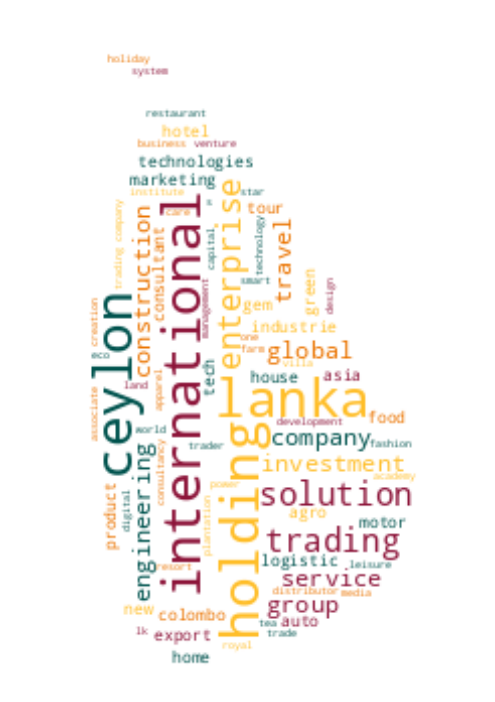 holiday
system
restaurant
hotel
business venture
technologies
marketing
institute
star
care
tour
trading company
construction
consultant
international
capital
enterprise
technology
travel
smart
green
design
management
gem
industrie
creation
ceylon
one
farm
global
eco
villa
tech
house
asia
land
apparel
lanka
associate
food
development
world
company
fashion
trader
holding
engineering
consultancy
investment
academy
product
digital
power
solution
plantation
agro
motor
trading
logistic
leisure
resort
service
distributor
media
new
group
colombo
tea
auto
lk
export
trade
royal
home